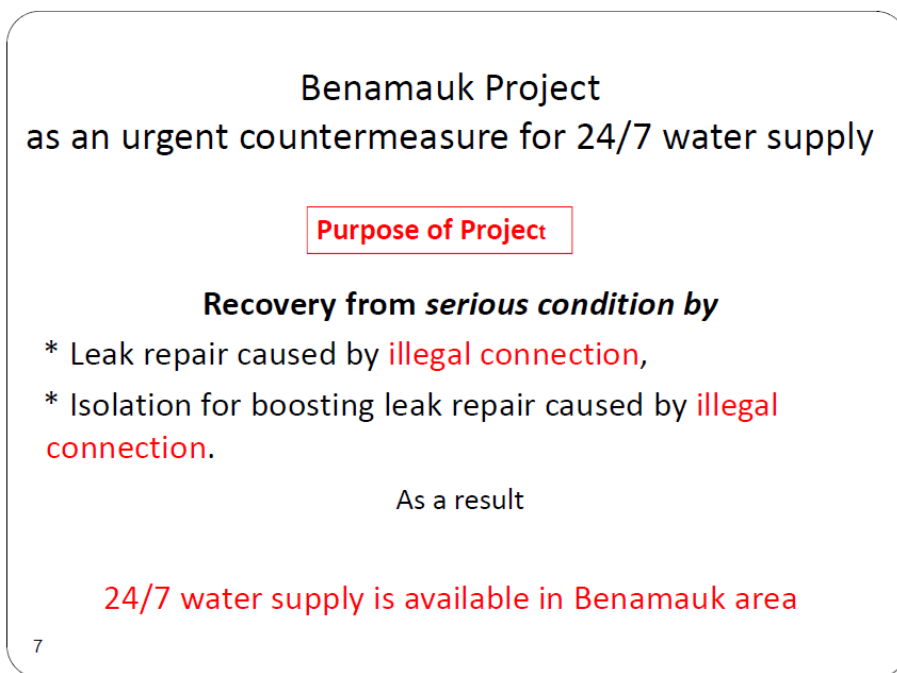 Benamauk Project
as an urgent countermeasure for 24/7 water supply
Purpose of Project
Recovery from serious condition by
* Leak repair caused by illegal connection,
* Isolation for boosting leak repair caused by illegal
connection.
As a result
24/7 water supply is available in Benamauk area
7